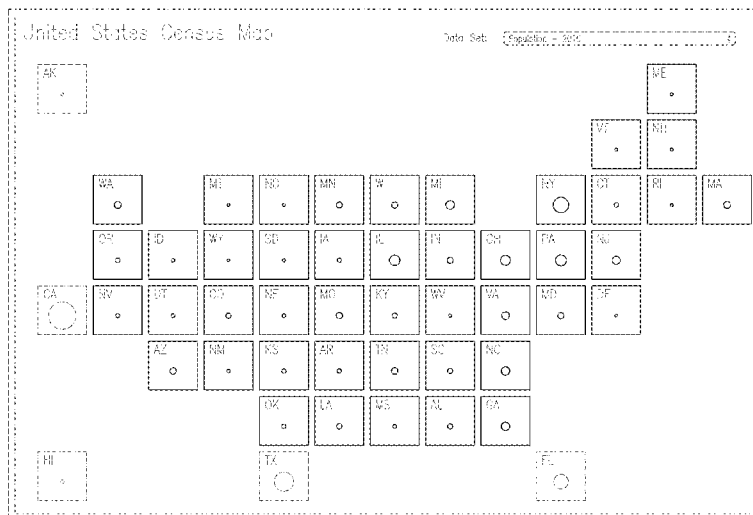 United States Census Map
Data Set: Population - 2010
AK ME
VT NH
WA MT ND MN WI MI NY CT RI MA
OR ID WY SD IA IL IN OH PA NJ
CA NV UT CO NE MO KY WV VA MD DE
AZ NM KS AR TN SC NC
OK LA MS AL GA
HI TX FL